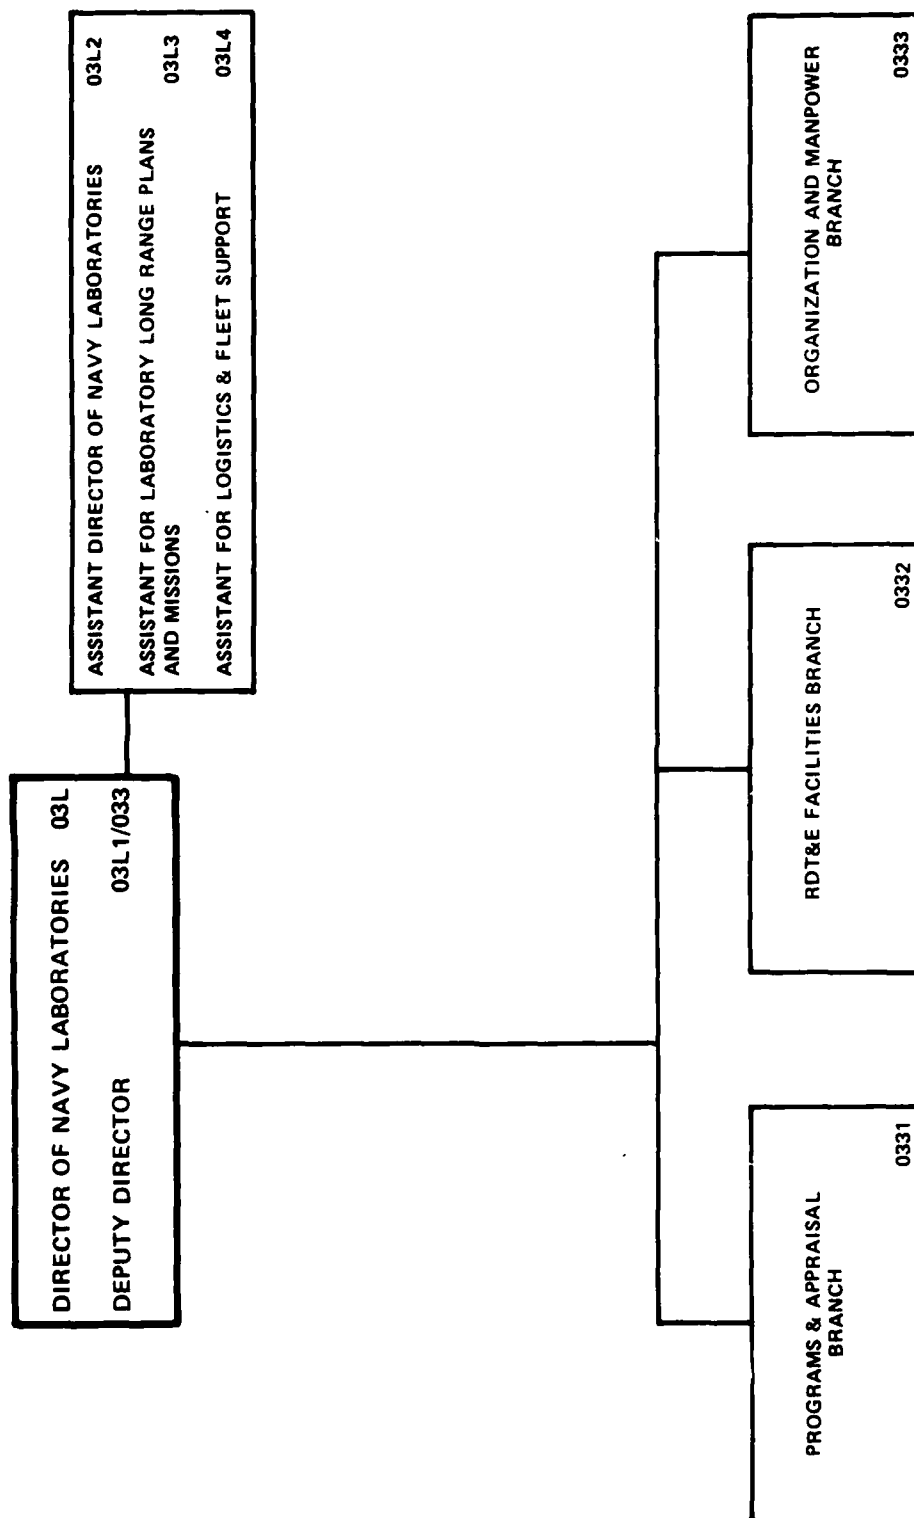 DIRECTOR OF NAVY LABORATORIES 03L
DEPUTY DIRECTOR 03L1/033
ASSISTANT DIRECTOR OF NAVY LABORATORIES 03L2
ASSISTANT FOR LABORATORY LONG RANGE PLANS
AND MISSIONS 03L3
ASSISTANT FOR LOGISTICS & FLEET SUPPORT 03L4
PROGRAMS & APPRAISAL
BRANCH
0331
RDT&E FACILITIES BRANCH
0332
ORGANIZATION AND MANPOWER
BRANCH
0333